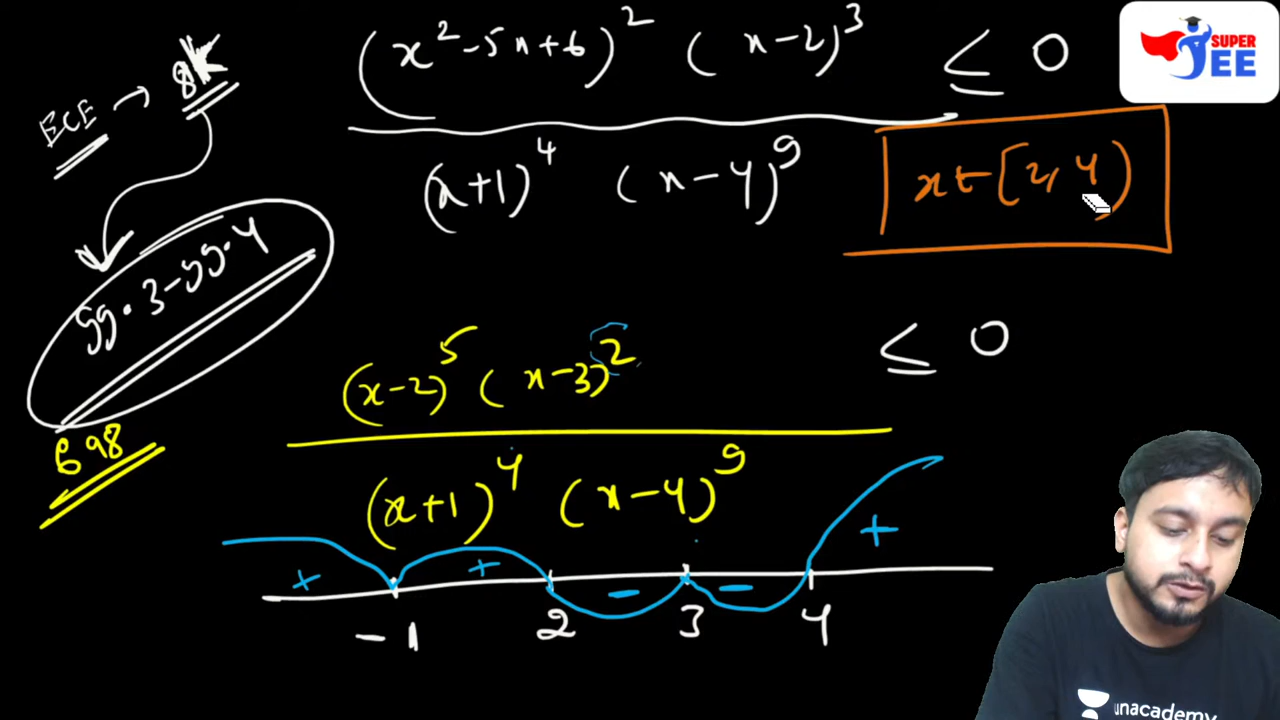 (x²-5x+6)² (x-2)³ ≤ 0
(x+1)⁴ (x-4)⁹
SUPER
JEE
ECE → 8K
x ∈ [2, 4)
99.3-99.4
698
(x-2)⁵ (x-3)² ≤ 0
(x+1)⁴ (x-4)⁹
+ + - - +
-1 2 3 4
unacademy